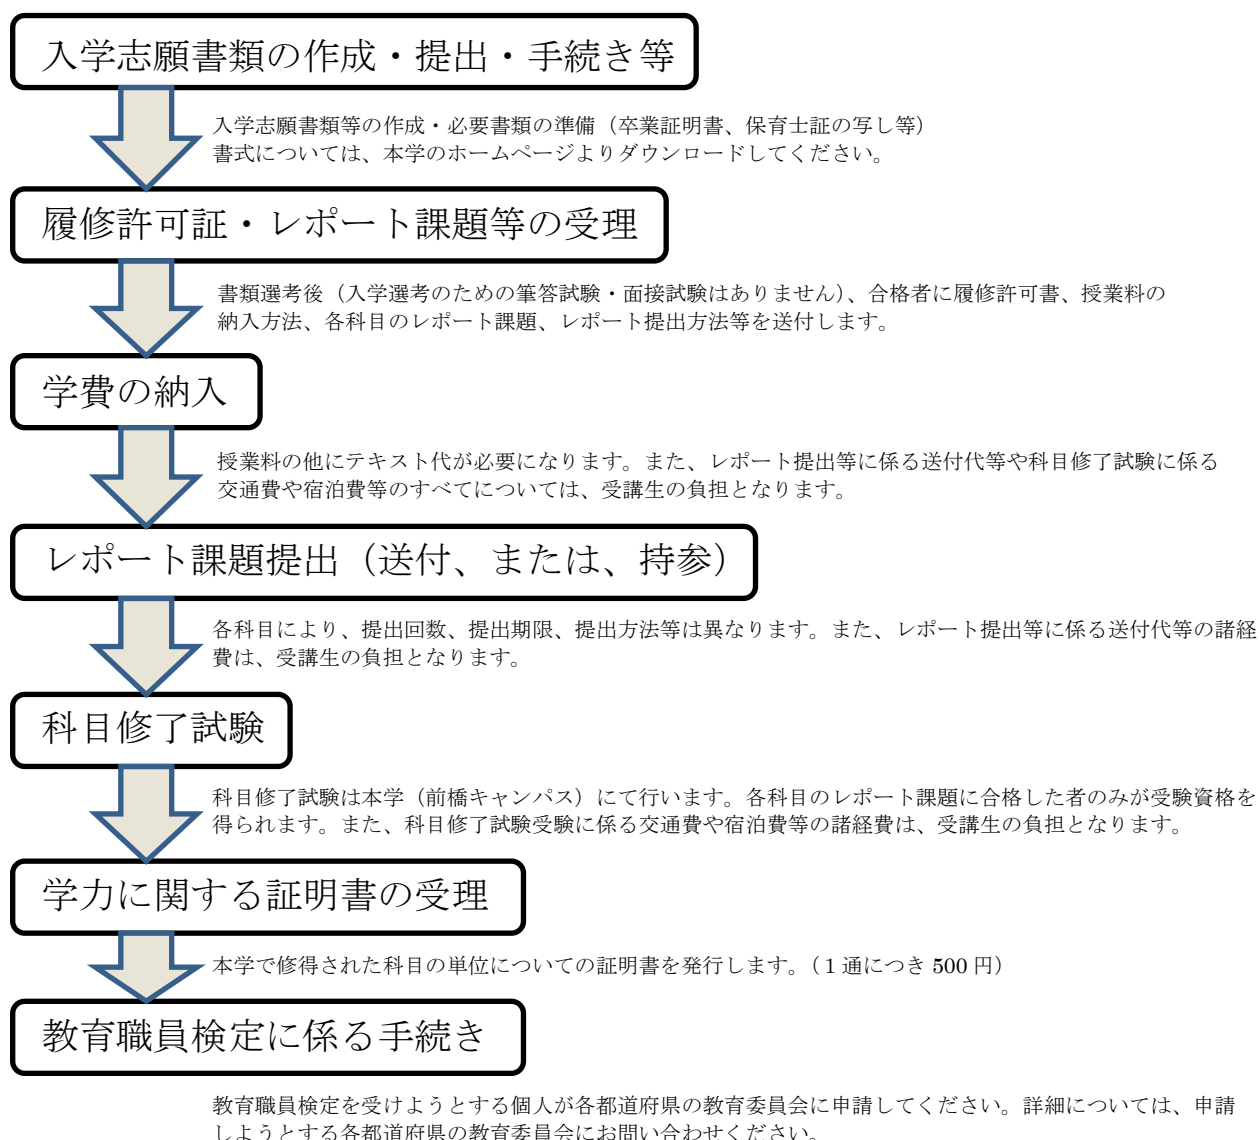 入学志願書類の作成・提出・手続き等
入学志願書類等の作成・必要書類の準備（卒業証明書、保育士証の写し等）
書式については、本学のホームページよりダウンロードしてください。
履修許可証・レポート課題等の受理
書類選考後（入学選考のための筆答試験・面接試験はありません）、合格者に履修許可書、授業料の
納入方法、各科目のレポート課題、レポート提出方法等を送付します。
学費の納入
授業料の他にテキスト代が必要になります。また、レポート提出等に係る送付代等や科目修了試験に係る
交通費や宿泊費等のすべてについては、受講生の負担となります。
レポート課題提出（送付、または、持参）
各科目により、提出回数、提出期限、提出方法等は異なります。また、レポート提出等に係る送付代等の諸経
費は、受講生の負担となります。
科目修了試験
科目修了試験は本学（前橋キャンパス）にて行います。各科目のレポート課題に合格した者のみが受験資格を
得られます。また、科目修了試験受験に係る交通費や宿泊費等の諸経費は、受講生の負担となります。
学力に関する証明書の受理
本学で修得された科目の単位についての証明書を発行します。（1 通につき 500 円）
教育職員検定に係る手続き
教育職員検定を受けようとする個人が各都道府県の教育委員会に申請してください。詳細については、申請
しようとする各都道府県の教育委員会にお問い合わせください。